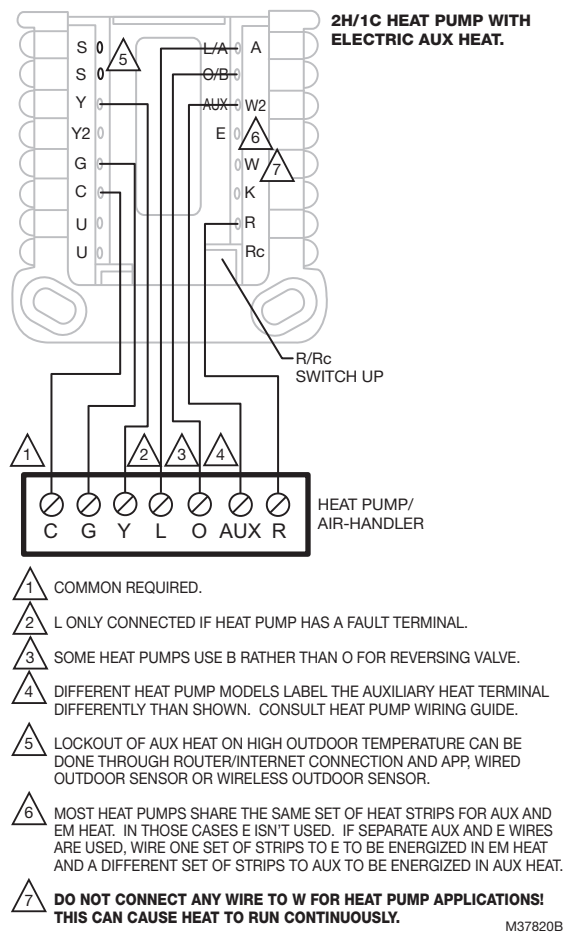 2H/1C HEAT PUMP WITH
ELECTRIC AUX HEAT.
S
5
L/A
A
S
O/B
Y
AUX
W2
Y2
E
6
G
W
7
C
K
U
R
U
Rc
R/Rc
SWITCH UP
1
2
3
4
HEAT PUMP/
AIR-HANDLER
C G Y L O AUX R
1 COMMON REQUIRED.
2 L ONLY CONNECTED IF HEAT PUMP HAS A FAULT TERMINAL.
3 SOME HEAT PUMPS USE B RATHER THAN O FOR REVERSING VALVE.
4 DIFFERENT HEAT PUMP MODELS LABEL THE AUXILIARY HEAT TERMINAL
DIFFERENTLY THAN SHOWN. CONSULT HEAT PUMP WIRING GUIDE.
5 LOCKOUT OF AUX HEAT ON HIGH OUTDOOR TEMPERATURE CAN BE
DONE THROUGH ROUTER/INTERNET CONNECTION AND APP, WIRED
OUTDOOR SENSOR OR WIRELESS OUTDOOR SENSOR.
6 MOST HEAT PUMPS SHARE THE SAME SET OF HEAT STRIPS FOR AUX AND
EM HEAT. IN THOSE CASES E ISN'T USED. IF SEPARATE AUX AND E WIRES
ARE USED, WIRE ONE SET OF STRIPS TO E TO BE ENERGIZED IN EM HEAT
AND A DIFFERENT SET OF STRIPS TO AUX TO BE ENERGIZED IN AUX HEAT.
7 DO NOT CONNECT ANY WIRE TO W FOR HEAT PUMP APPLICATIONS!
THIS CAN CAUSE HEAT TO RUN CONTINUOUSLY.
M37820B